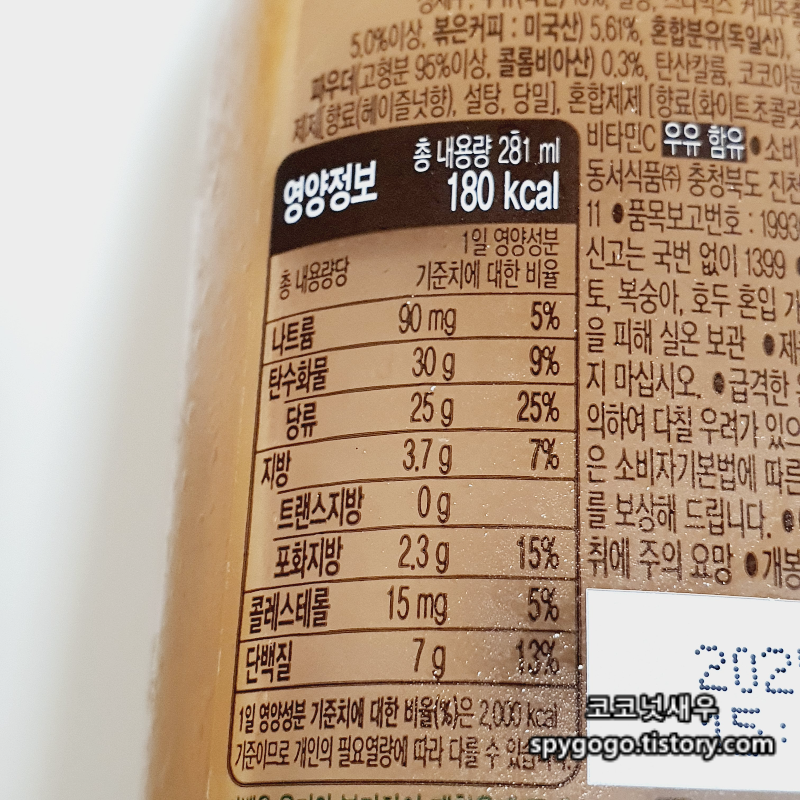 5.0%이상, 볶은커피 : 미국산) 5.61%, 혼합분유(독일산),
파우더(고형분 95%이상, 콜롬비아산) 0.3%, 탄산칼륨, 코코아분
제제[향료(헤이즐넛향), 설탕, 당밀], 혼합제제 [향료(화이트초콜릿
비타민C 우유 함유 ● 소비
동서식품㈜ 충청북도 진천
11 ● 품목보고번호 : 1993
신고는 국번 없이 1399
토, 복숭아, 호두 혼입 가
을 피해 실온 보관 ● 제
지 마십시오. ● 급격한
의하여 다칠 우려가 있으
은 소비자기본법에 따른
를 보상해 드립니다. ●
취에 주의 요망 ● 개봉
영양정보
총 내용량 281 ml
180 kcal
총 내용량당
1일 영양성분
기준치에 대한 비율
나트륨 90 mg 5%
탄수화물 30 g 9%
당류 25 g 25%
지방 3.7 g 7%
트랜스지방 0 g
포화지방 2.3 g 15%
콜레스테롤 15 mg 5%
단백질 7 g 13%
1일 영양성분 기준치에 대한 비율(%)은 2,000 kcal
기준이므로 개인의 필요열량에 따라 다를 수 있습니다.
202
15.
코코넛새우
spygogo.tistory.com